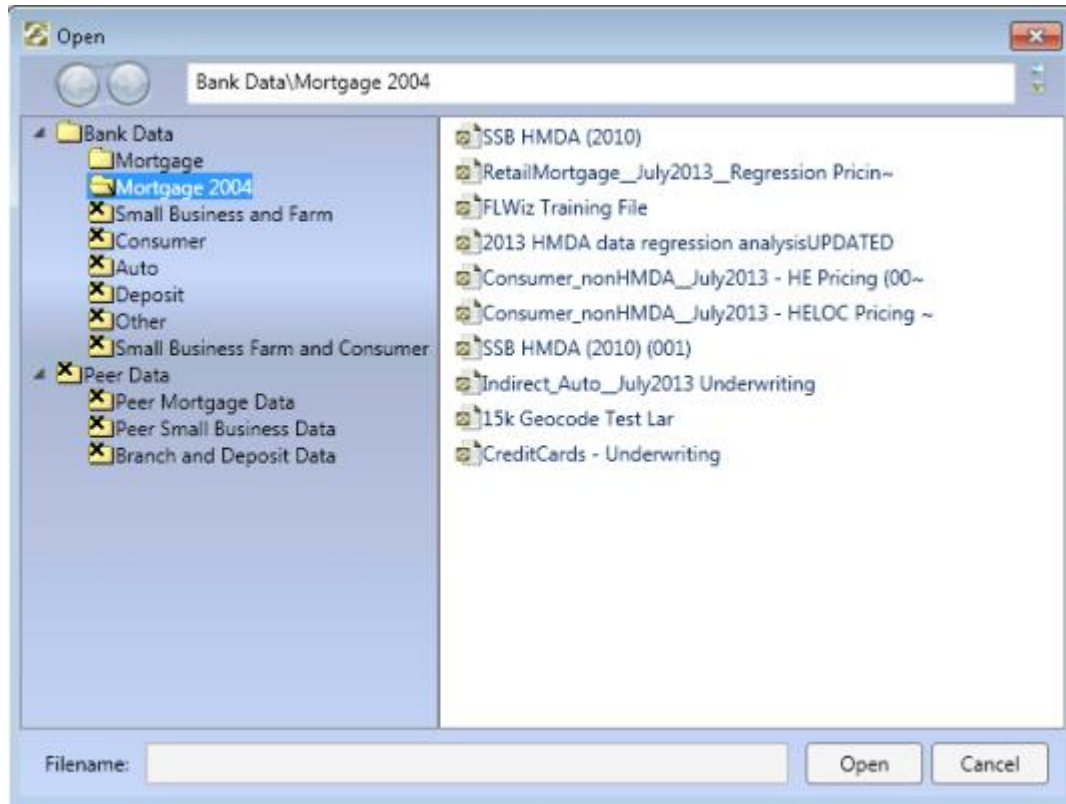 Open
Bank Data\Mortgage 2004
Bank Data
Mortgage
Mortgage 2004
Small Business and Farm
Consumer
Auto
Deposit
Other
Small Business Farm and Consumer
Peer Data
Peer Mortgage Data
Peer Small Business Data
Branch and Deposit Data
SSB HMDA (2010)
RetailMortgage__July2013__Regression Pricin~
FLWiz Training File
2013 HMDA data regression analysisUPDATED
Consumer_nonHMDA__July2013 - HE Pricing (00~
Consumer_nonHMDA__July2013 - HELOC Pricing ~
SSB HMDA (2010) (001)
Indirect_Auto__July2013 Underwriting
15k Geocode Test Lar
CreditCards - Underwriting
Filename:
Open
Cancel